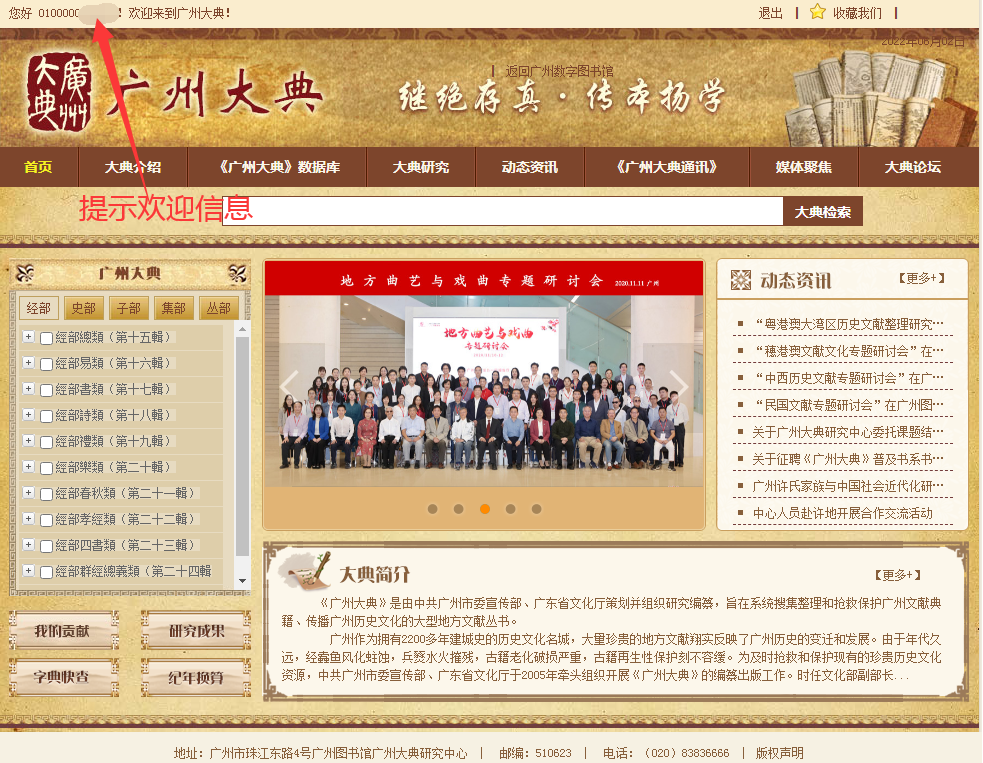 您好 0100000 ！欢迎来到广州大典!
退出 | 收藏我们 |
2022年08月02日
廣州大典
广州大典
| 返回广州数字图书馆
继绝存真·传本扬学
首页 大典介绍 《广州大典》数据库 大典研究 动态资讯 《广州大典通讯》 媒体聚焦 大典论坛
提示欢迎信息
大典检索
广州大典
经部 史部 子部 集部 丛部
經部總類（第十五輯）
經部易類（第十六輯）
經部書類（第十七輯）
經部詩類（第十八輯）
經部禮類（第十九輯）
經部樂類（第二十輯）
經部春秋類（第二十一輯）
經部孝經類（第二十二輯）
經部四書類（第二十三輯）
經部群經總義類（第二十四輯
我的贡献 研究成果
字典快查 纪年换算
地方曲艺与戏曲专题研讨会 2020.11.11 广州
地方曲艺与戏曲
专题研讨会
动态资讯 【更多+】
“粤港澳大湾区历史文献整理研究…
“穗港澳文献文化专题研讨会”在…
“中西历史文献专题研讨会”在广…
“民国文献专题研讨会”在广州图…
关于广州大典研究中心委托课题结…
关于征聘《广州大典》普及书系书…
广州许氏家族与中国社会近代化研…
中心人员赴许地开展合作交流活动
大典简介 【更多+】
《广州大典》是由中共广州市委宣传部、广东省文化厅策划并组织研究编纂，旨在系统搜集整理和抢救保护广州文献典
籍、传播广州历史文化的大型地方文献丛书。
广州作为拥有2200多年建城史的历史文化名城，大量珍贵的地方文献翔实反映了广州历史的变迁和发展。由于年代久
远，经蠹鱼风化蛀蚀，兵燹水火摧残，古籍老化破损严重，古籍再生性保护刻不容缓。为及时抢救和保护现有的珍贵历史文化
资源，中共广州市委宣传部、广东省文化厅于2005年牵头组织开展《广州大典》的编纂出版工作。时任文化部副部长...
地址：广州市珠江东路4号广州图书馆广州大典研究中心 | 邮编：510623 | 电话：（020）83836666 | 版权声明